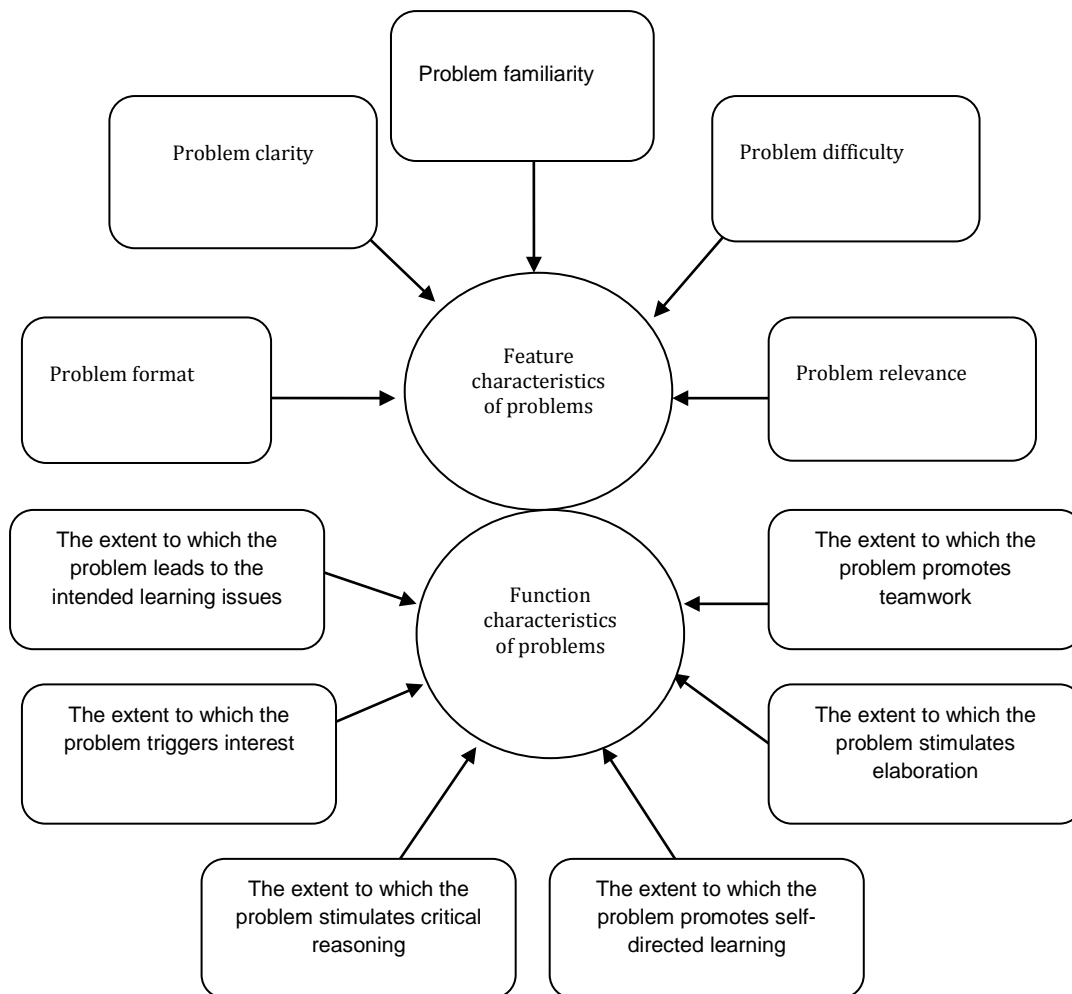 Problem familiarity
Problem clarity
Problem difficulty
Problem format
Feature
characteristics
of problems
Problem relevance
The extent to which the
problem leads to the
intended learning issues
Function
characteristics
of problems
The extent to which the
problem promotes
teamwork
The extent to which the
problem triggers interest
The extent to which the
problem stimulates
elaboration
The extent to which the
problem stimulates critical
reasoning
The extent to which the
problem promotes self-
directed learning